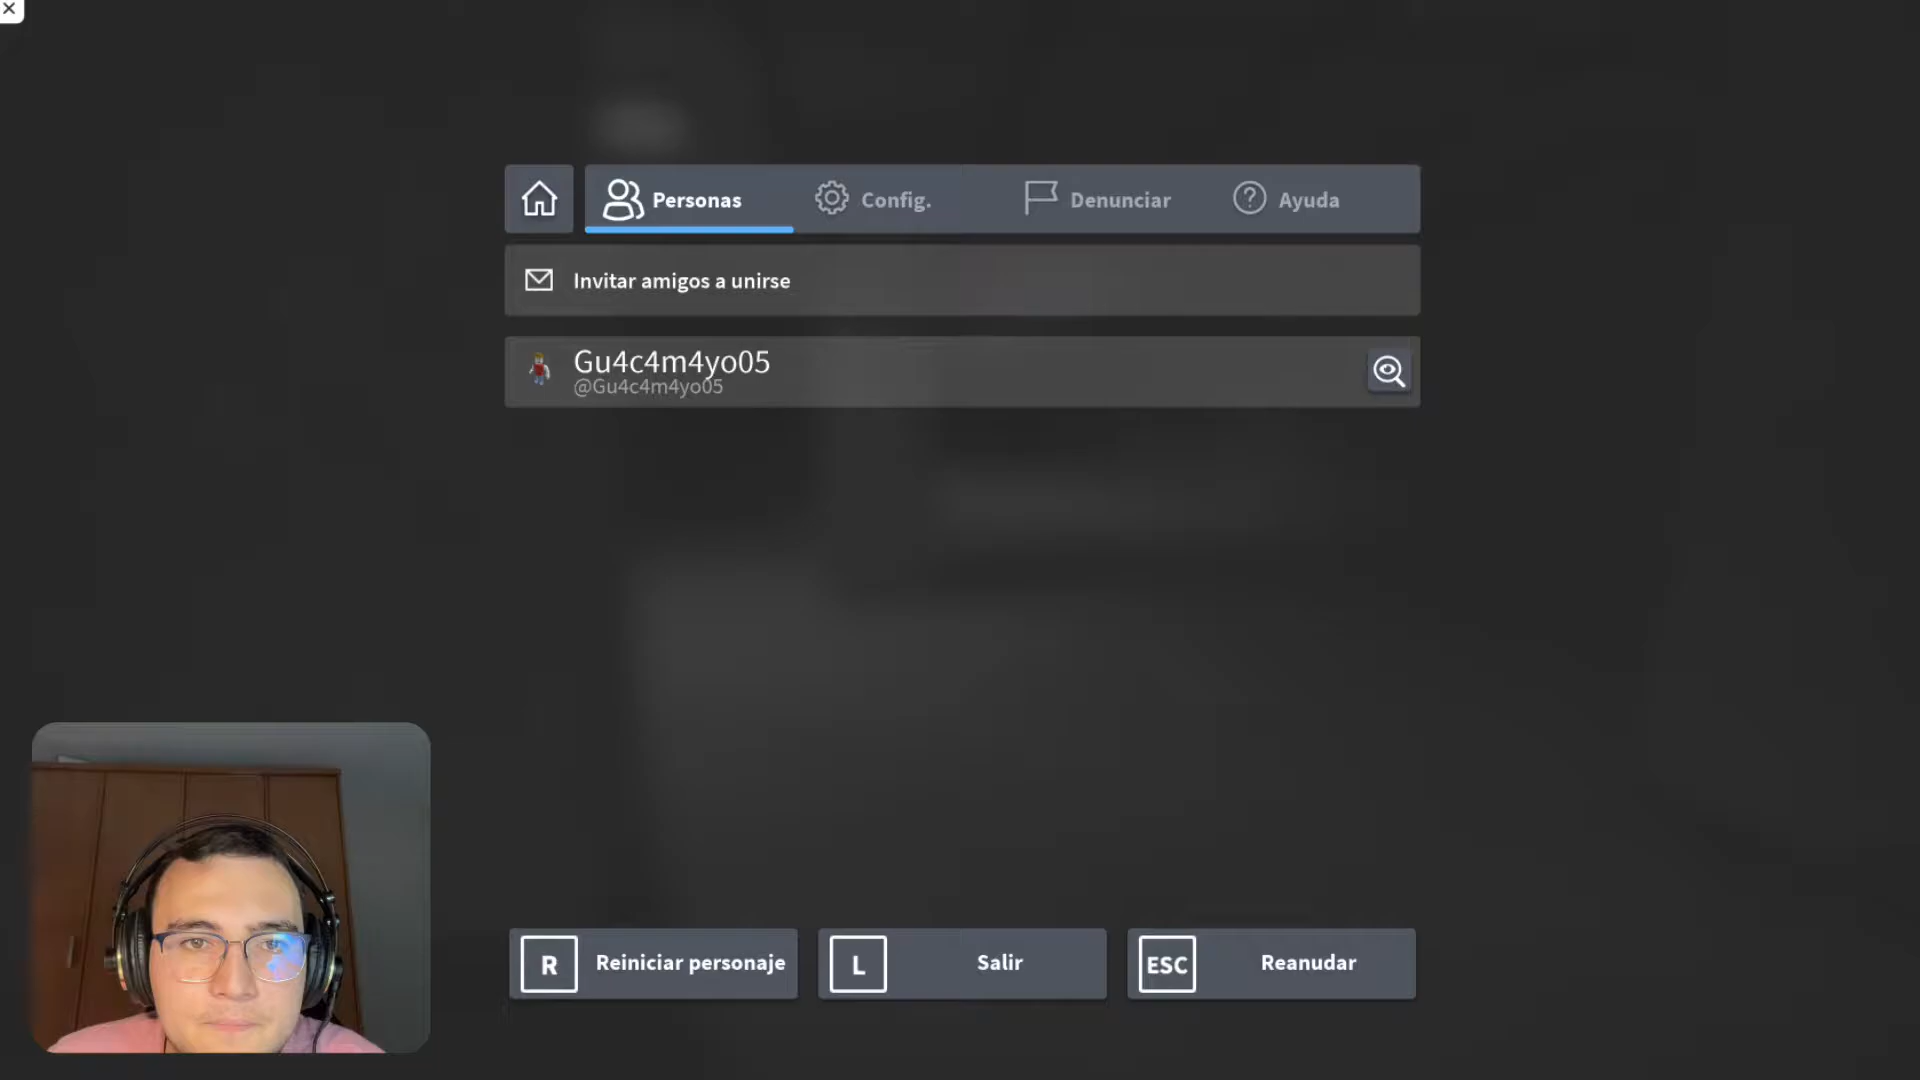 Personas
Config.
Denunciar
Ayuda
Invitar amigos a unirse
Gu4c4m4yo05
@Gu4c4m4yo05
R Reiniciar personaje
L Salir
ESC Reanudar